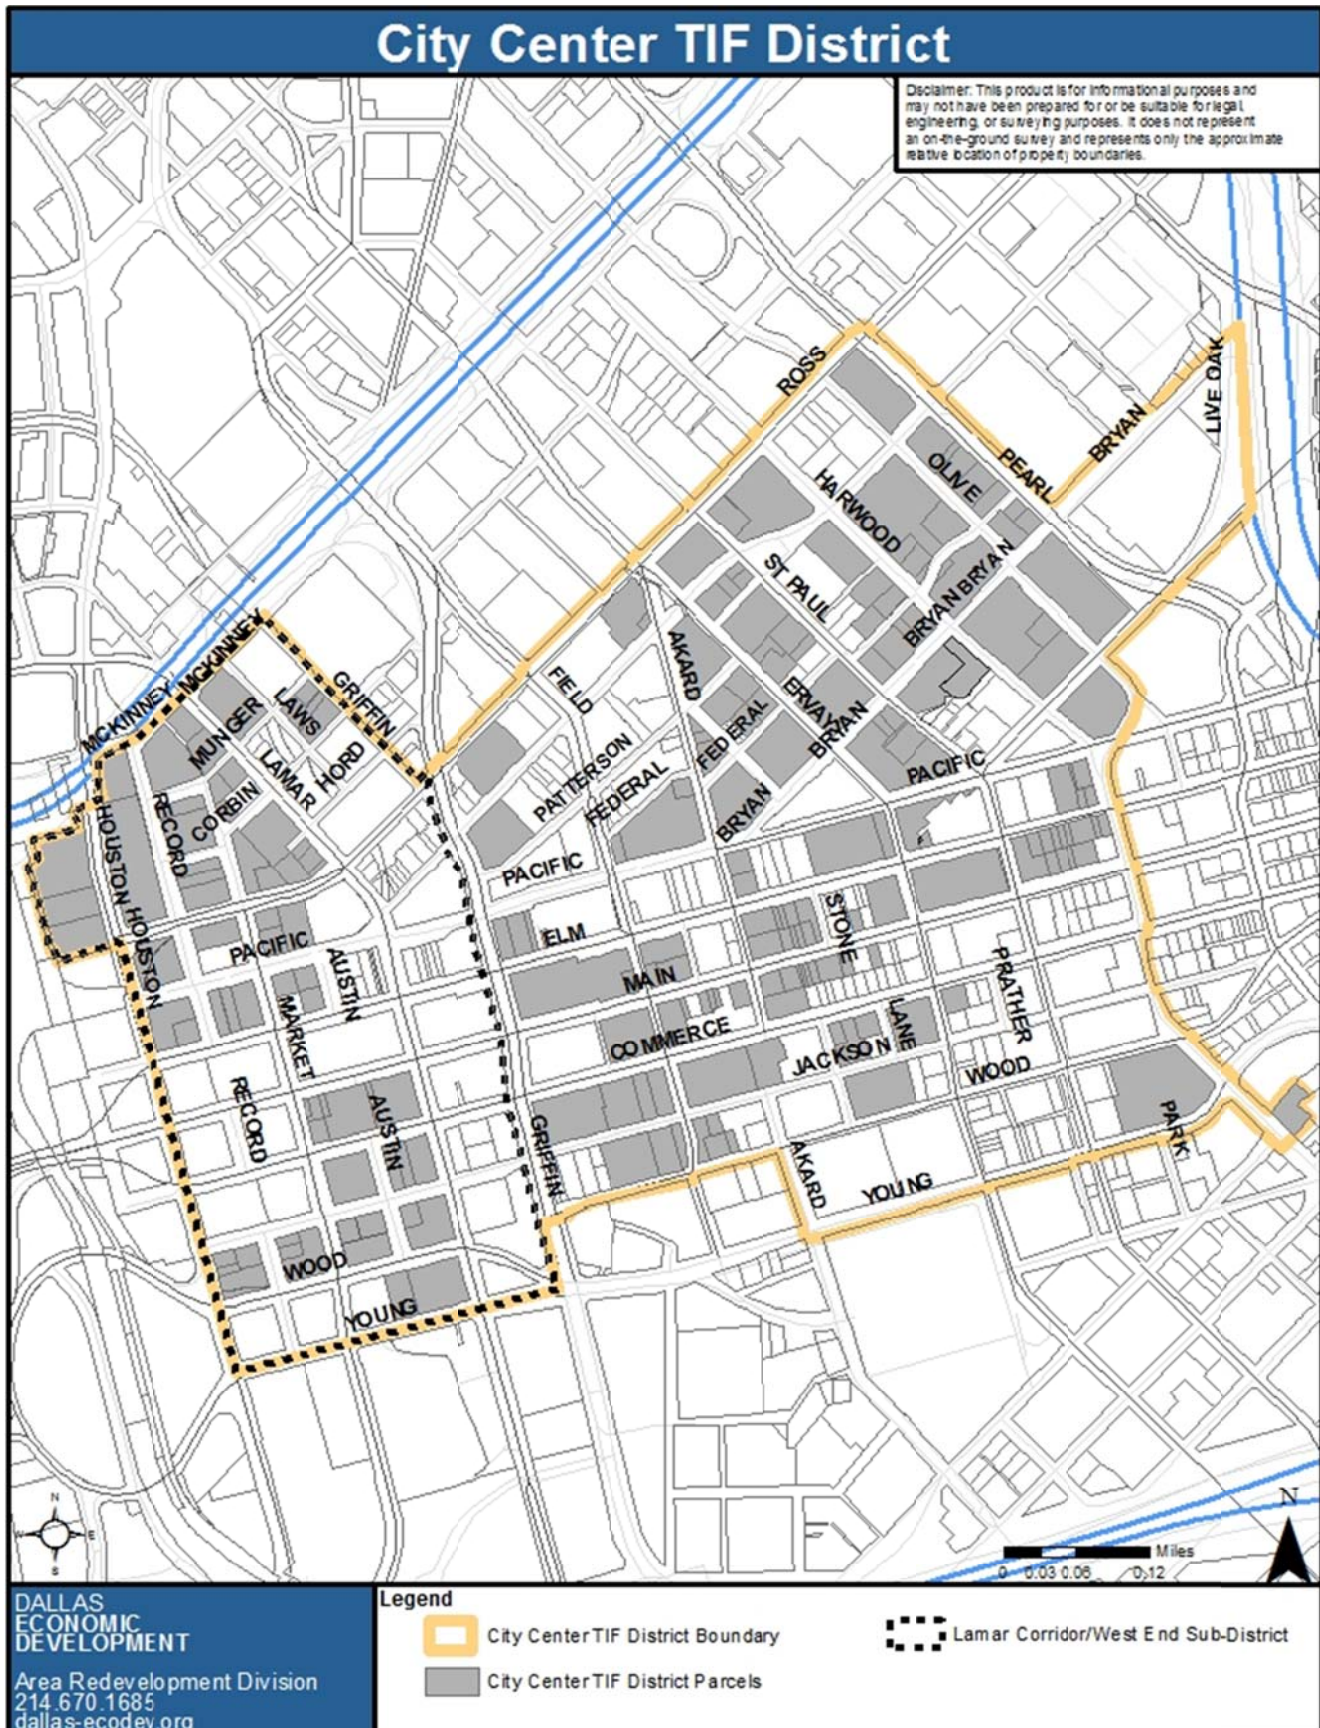 City Center TIF District
Disclaimer: This product is for informational purposes and
may not have been prepared for or be suitable for legal,
engineering, or surveying purposes. It does not represent
an on-the-ground survey and represents only the approximate
relative location of property boundaries.
ROSS
LIVE OAK
BRYAN
PEARL
OLIVE
HARWOOD
ST PAUL
BRYAN
BRYAN
MCKINNEY
MCKINNEY
GRIFFIN
LAWS
MUNGER
LAMAR
HORD
CORBIN
RECORD
HOUSTON
HOUSTON
FIELD
AKARD
ERVAY
FEDERAL
BRYAN
PATTERSON
FEDERAL
BRYAN
PACIFIC
PACIFIC
ELM
STONE
PACIFIC
AUSTIN
MAIN
PRATHER
MARKET
COMMERCE
LANE
JACKSON
WOOD
RECORD
AUSTIN
GRIFFIN
PARK
AKARD
YOUNG
WOOD
YOUNG
N
W E
S
N
Miles
0 0.03 0.06 0.12
DALLAS
ECONOMIC
DEVELOPMENT
Area Redevelopment Division
214.670.1685
dallas-ecodev.org
Legend
City Center TIF District Boundary
City Center TIF District Parcels
Lamar Corridor/West End Sub-District